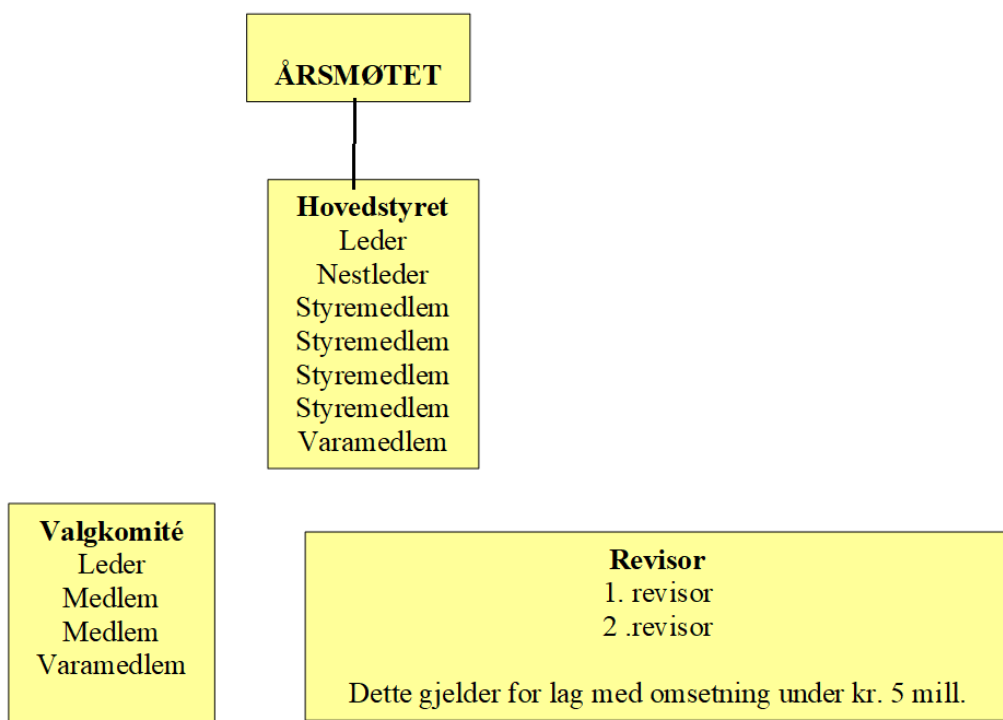 ÅRSMØTET
Hovedstyret
Leder
Nestleder
Styremedlem
Styremedlem
Styremedlem
Styremedlem
Varamedlem
Valgkomité
Leder
Medlem
Medlem
Varamedlem
Revisor
1. revisor
2 .revisor
Dette gjelder for lag med omsetning under kr. 5 mill.